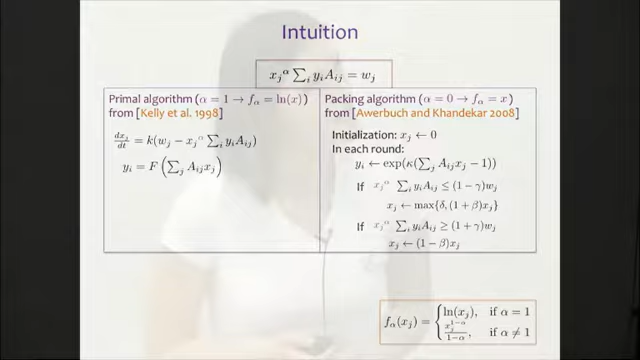 Intuition
x_j^α ∑_i y_i A_ij = w_j
Primal algorithm (α = 1 → f_α = ln(x))
from [Kelly et al. 1998]
dx_j/dt = k(w_j − x_j^α ∑_i y_i A_ij)
y_i = F(∑_j A_ij x_j)
Packing algorithm (α = 0 → f_α = x)
from [Awerbuch and Khandekar 2008]
Initialization: x_j ← 0
In each round:
y_i ← exp(κ(∑_j A_ij x_j − 1))
If x_j^α ∑_i y_i A_ij ≤ (1 − γ)w_j
x_j ← max{δ, (1 + β)x_j}
If x_j^α ∑_i y_i A_ij ≥ (1 + γ)w_j
x_j ← (1 − β)x_j
f_α(x_j) = { ln(x_j), if α = 1
x_j^{1−α}/(1−α), if α ≠ 1